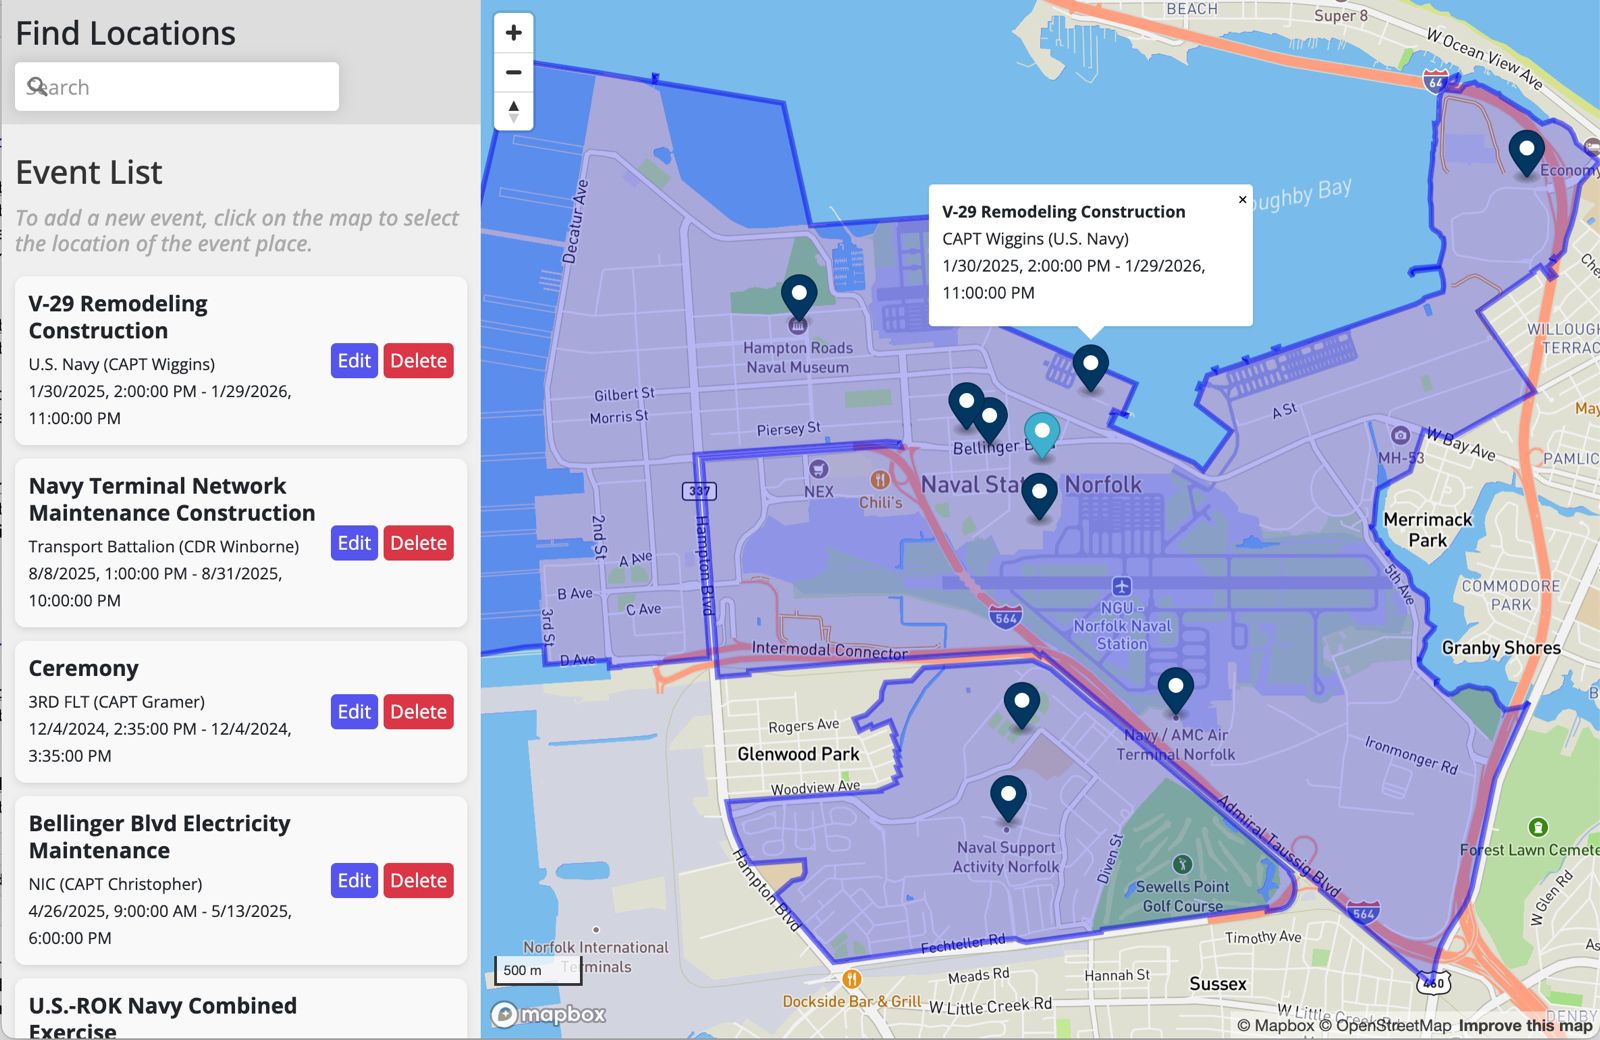 Find Locations
Search
Event List
To add a new event, click on the map to select
the location of the event place.
V-29 Remodeling
Construction
U.S. Navy (CAPT Wiggins)
1/30/2025, 2:00:00 PM - 1/29/2026,
11:00:00 PM
Edit
Delete
Navy Terminal Network
Maintenance Construction
Transport Battalion (CDR Winborne)
8/8/2025, 1:00:00 PM - 8/31/2025,
10:00:00 PM
Edit
Delete
Ceremony
3RD FLT (CAPT Gramer)
12/4/2024, 2:35:00 PM - 12/4/2024,
3:35:00 PM
Edit
Delete
Bellinger Blvd Electricity
Maintenance
NIC (CAPT Christopher)
4/26/2025, 9:00:00 AM - 5/13/2025,
6:00:00 PM
Edit
Delete
U.S.-ROK Navy Combined
Exercise
BEACH
Super 8
W Ocean View Ave
64
Economy
oughby Bay
V-29 Remodeling Construction
×
CAPT Wiggins (U.S. Navy)
1/30/2025, 2:00:00 PM - 1/29/2026,
11:00:00 PM
Decatur Ave
Hampton Roads
Naval Museum
Gilbert St
Morris St
Piersey St
Bellinger B
A St
WILLOUGH
TERRAC
MH-53
W Bay Ave
PAMLIC
NEX
Chili's
Naval Stat
Norfolk
337
Hampton Blvd
2nd St
3rd St
A Ave
B Ave
C Ave
D Ave
Intermodal Connector
564
NGU -
Norfolk Naval
Station
Merrimack
Park
5th Ave
COMMODORE
PARK
Granby Shores
Rogers Ave
Glenwood Park
Woodview Ave
Navy / AMC Air
Terminal Norfolk
Ironmonger Rd
Naval Support
Activity Norfolk
Diven St
Sewells Point
Golf Course
Admiral Taussig Blvd
564
Forest Lawn Cemete
W Glen Rd
Hampton Blvd
Norfolk International
Terminals
Fechteller Rd
Timothy Ave
Meads Rd
Hannah St
Sussex
460
Dockside Bar & Grill
W Little Creek Rd
W Little Creek Rd
DENBY
500 m
mapbox
© Mapbox © OpenStreetMap Improve this map